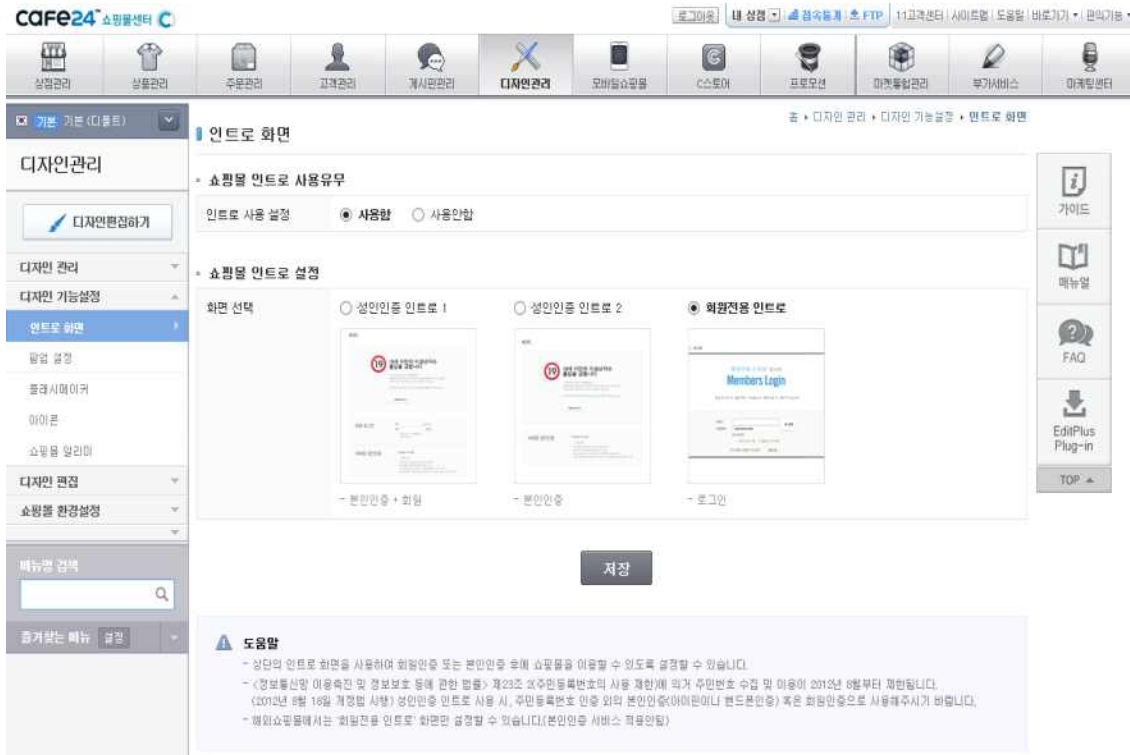 CaFe24 쇼핑몰센터 C
로그아웃 내 상점 접속통계 FTP 1:1고객센터 사이트맵 도움말 바로가기 편의기능
상점관리 상품관리 주문관리 고객관리 게시판관리 디자인관리 모바일쇼핑몰 C스토어 프로모션 마켓통합관리 부가서비스 마케팅센터
기본 기본(디폴트)
홈 ▸ 디자인 관리 ▸ 디자인 기능설정 ▸ 인트로 화면
인트로 화면
디자인관리
디자인편집하기
디자인 관리
디자인 기능설정
인트로 화면
팝업 설정
플래시메이커
아이콘
쇼핑몰 알리미
디자인 편집
쇼핑몰 환경설정
메뉴명 검색
즐겨찾는 메뉴 설정
쇼핑몰 인트로 사용유무
인트로 사용 설정 사용함 사용안함
쇼핑몰 인트로 설정
화면 선택 성인인증 인트로 1 성인인증 인트로 2 회원전용 인트로
19 19 Members Login
- 본인인증 + 회원 - 본인인증 - 로그인
저장
도움말
- 상단의 인트로 화면을 사용하여 회원인증 또는 본인인증 후에 쇼핑몰을 이용할 수 있도록 설정할 수 있습니다.
- <정보통신망 이용촉진 및 정보보호 등에 관한 법률> 제23조 2(주민등록번호의 사용 제한)에 의거 주민번호 수집 및 이용이 2012년 8월부터 제한됩니다.
(2012년 8월 18일 개정법 시행) 성인인증 인트로 사용 시, 주민등록번호 인증 외의 본인인증(아이핀이나 핸드폰인증) 혹은 회원인증으로 사용해주시기 바랍니다.
- 해외쇼핑몰에서는 '회원전용 인트로' 화면만 설정할 수 있습니다.(본인인증 서비스 적용안됨)
가이드
매뉴얼
FAQ
EditPlus
Plug-in
TOP